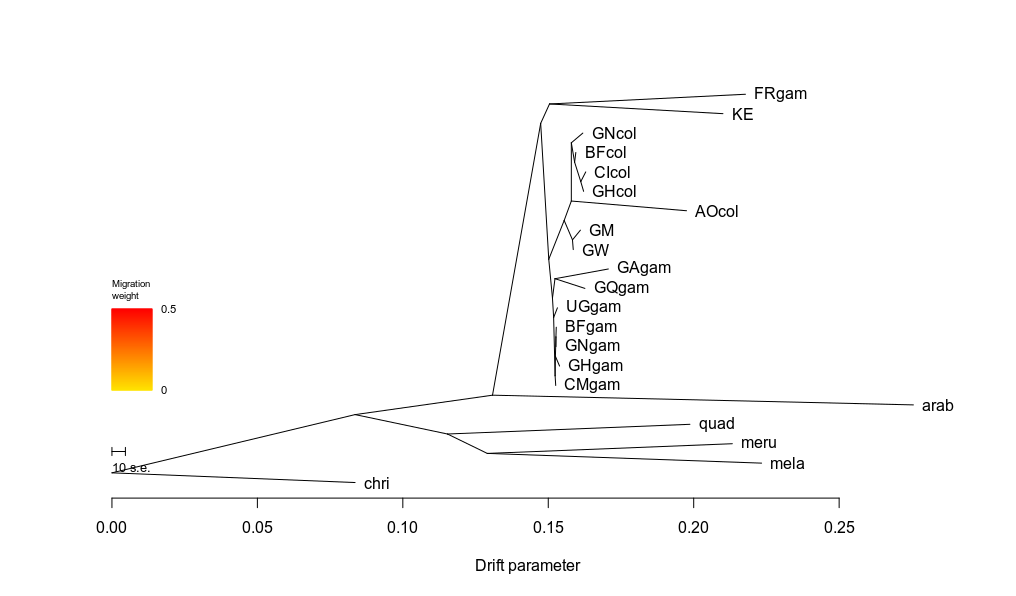 FRgam
KE
GNcol
BFcol
CIcol
GHcol
AOcol
GM
GW
GAgam
GQgam
UGgam
BFgam
GNgam
GHgam
CMgam
arab
quad
meru
mela
chri
Migration
weight
0.5
0
10 s.e.
0.00 0.05 0.10 0.15 0.20 0.25
Drift parameter